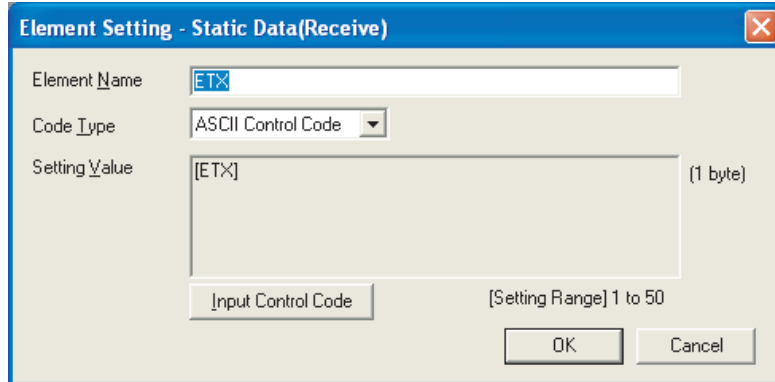 Element Setting - Static Data(Receive)
Element Name ETX
Code Type ASCII Control Code
Setting Value [ETX] (1 byte)
Input Control Code [Setting Range] 1 to 50
OK Cancel